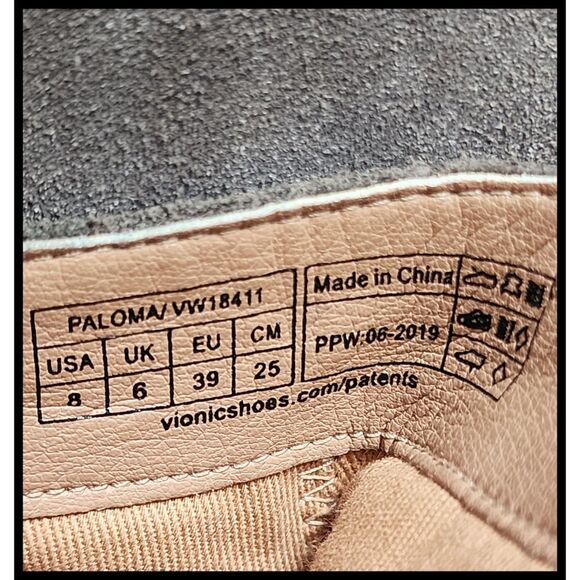 PALOMA/ VW18411
USA UK EU CM
8 6 39 25
Made in China
PPW:06-2019
vionicshoes.com/patents